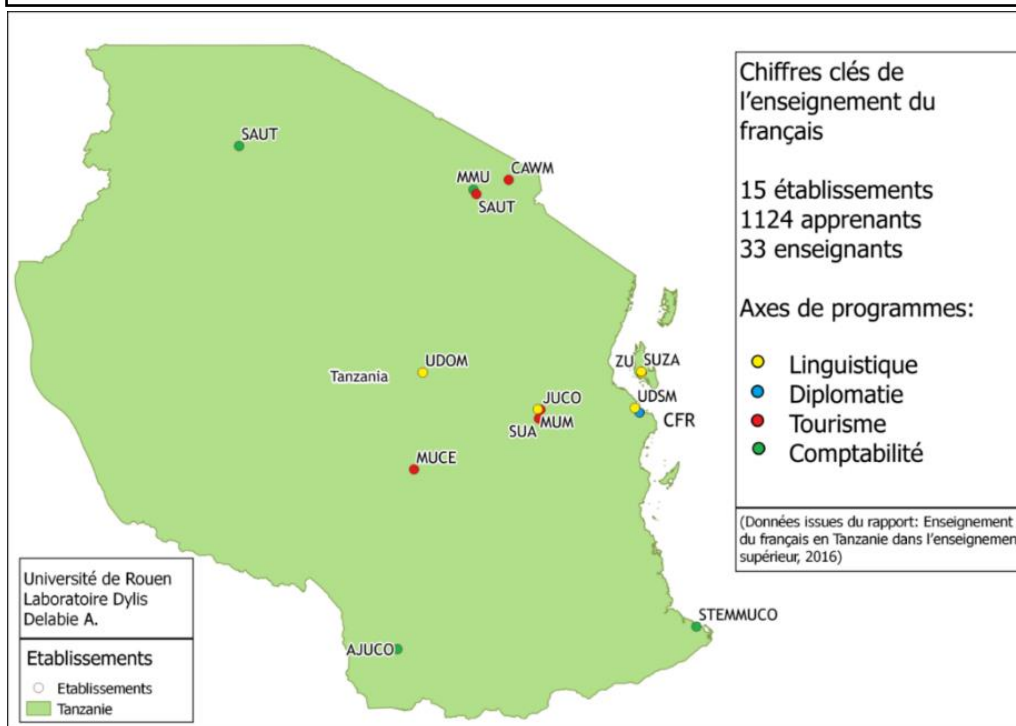 SAUT
CAWM
MMU
SAUT
ZU SUZA
UDOM
Tanzania
JUCO
UDSM
SUA MUM
CFR
MUCE
STEMMUCO
AJUCO
Chiffres clés de
l'enseignement du
français
15 établissements
1124 apprenants
33 enseignants
Axes de programmes:
Linguistique
Diplomatie
Tourisme
Comptabilité
(Données issues du rapport: Enseignement
du français en Tanzanie dans l'enseignemen
supérieur, 2016)
Université de Rouen
Laboratoire Dylis
Delabie A.
Etablissements
Etablissements
Tanzanie